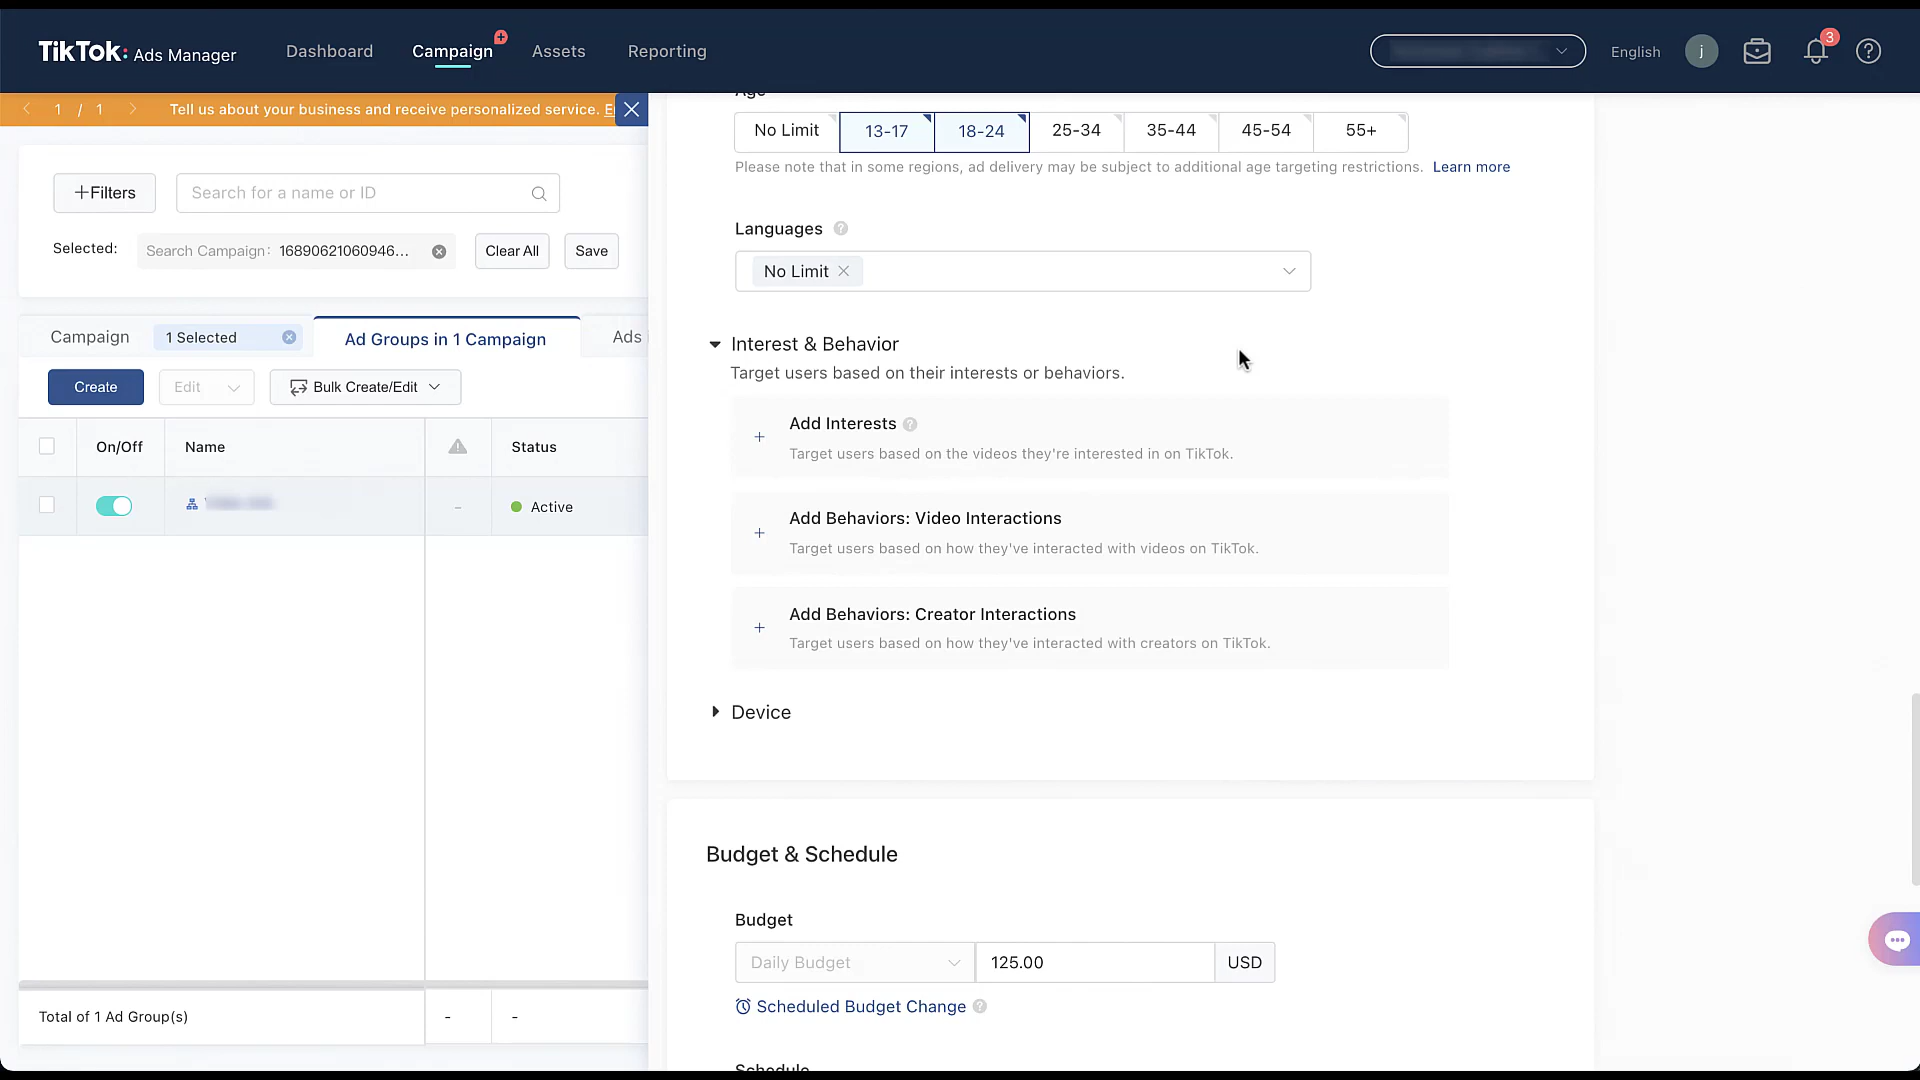 TikTok: Ads Manager
Dashboard
Campaign
Assets
Reporting
English
j
3
1 / 1
Tell us about your business and receive personalized service.
Filters
Search for a name or ID
Selected:
Search Campaign: 16890621060946...
Clear All
Save
Campaign
1 Selected
Ad Groups in 1 Campaign
Ads
Create
Edit
Bulk Create/Edit
On/Off
Name
Status
-
Active
Total of 1 Ad Group(s)
-
-
Age
No Limit
13-17
18-24
25-34
35-44
45-54
55+
Please note that in some regions, ad delivery may be subject to additional age targeting restrictions. Learn more
Languages
No Limit
Interest & Behavior
Target users based on their interests or behaviors.
Add Interests
Target users based on the videos they're interested in on TikTok.
Add Behaviors: Video Interactions
Target users based on how they've interacted with videos on TikTok.
Add Behaviors: Creator Interactions
Target users based on how they've interacted with creators on TikTok.
Device
Budget & Schedule
Budget
Daily Budget
125.00
USD
Scheduled Budget Change
Schedule